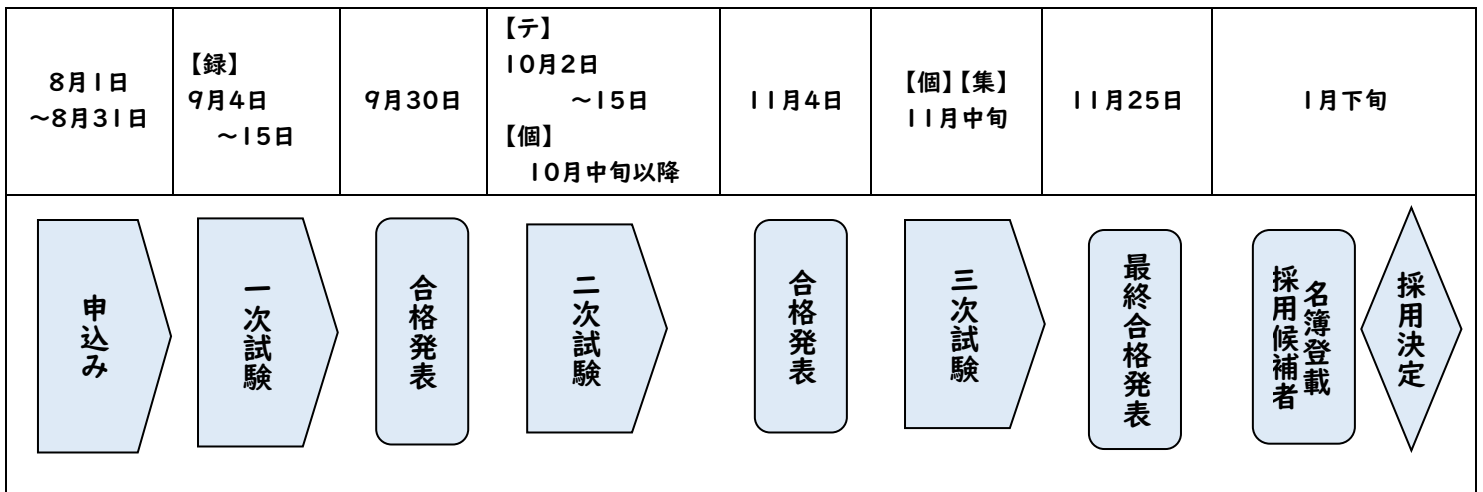 8月1日
～8月31日
【録】
9月4日
～15日
9月30日
【テ】
10月2日
～15日
【個】
10月中旬以降
11月4日
【個】【集】
11月中旬
11月25日
1月下旬
申込み
一次試験
合格発表
二次試験
合格発表
三次試験
最終合格発表
名簿登載
採用候補者
採用決定